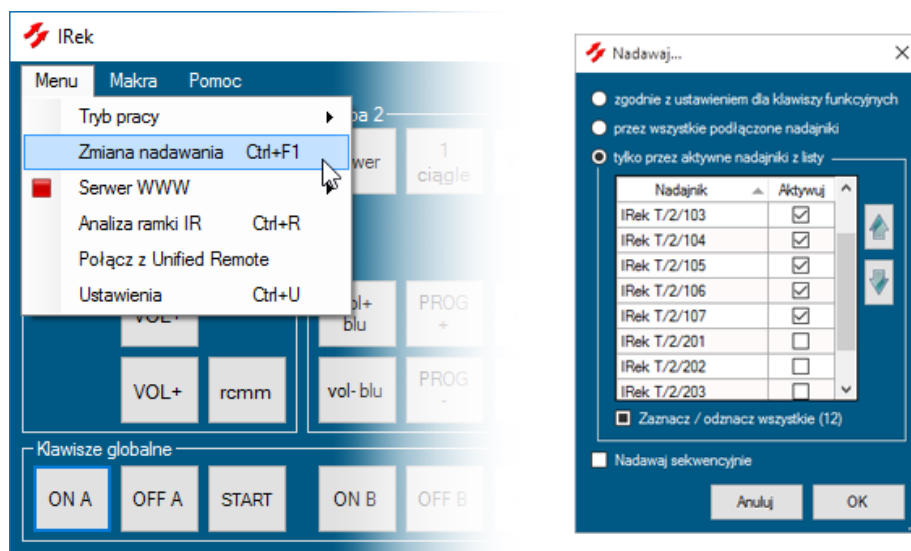 IRek
Menu Makra Pomoc
Tryb pracy
Zmiana nadawania Ctrl+F1
Serwer WWW
Analiza ramki IR Ctrl+R
Połącz z Unified Remote
Ustawienia Ctrl+U
2
1
ciągle
VOL+ rcmm
vol- blu
blu
PROG
+
PROG
-
Klawisze globalne
ON A OFF A START ON B OFF B
Nadawaj...
zgodnie z ustawieniem dla klawiszy funkcyjnych
przez wszystkie podłączone nadajniki
tylko przez aktywne nadajniki z listy
Nadajnik Aktywuj
IRek T/2/103
IRek T/2/104
IRek T/2/105
IRek T/2/106
IRek T/2/107
IRek T/2/201
IRek T/2/202
IRek T/2/203
Zaznacz / odznacz wszystkie (12)
Nadawaj sekwencyjnie
Anuluj OK